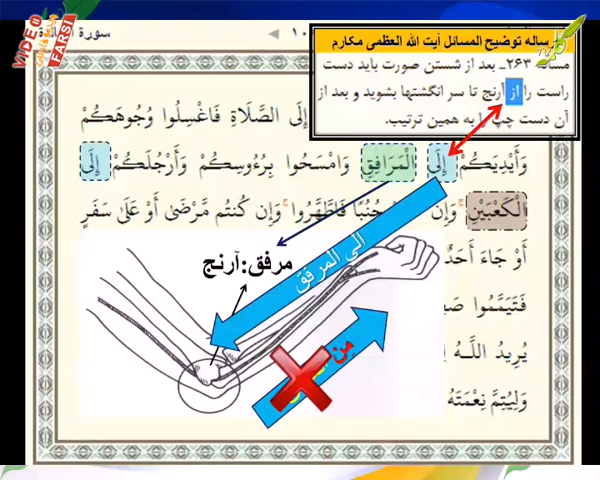 VIDEO
FARSI
سورة
١٠
رساله توضیح المسائل آیت الله العظمی مکارم
مسأله ۲۶۳ـ بعد از شستن صورت باید دست
راست را از آرنج تا سر انگشتها بشوید و بعد از
آن دست چپ را به همین ترتیب.
إِلَى الصَّلَاةِ فَاغْسِلُوا وُجُوهَكُمْ
وَأَيْدِيَكُمْ إِلَى الْمَرَافِقِ وَامْسَحُوا بِرُءُوسِكُمْ وَأَرْجُلَكُمْ إِلَى
الْكَعْبَيْنِ وَإِن جُنُبًا فَاطَّهَّرُوا وَإِن كُنتُم مَّرْضَىٰ أَوْ عَلَىٰ سَفَرٍ
أَوْ جَاءَ أَحَدٌ
الی المرفق
مرفق:آرنج
فَتَيَمَّمُوا
من
يُرِيدُ اللَّهُ
وَلِيُتِمَّ نِعْمَتَهُ